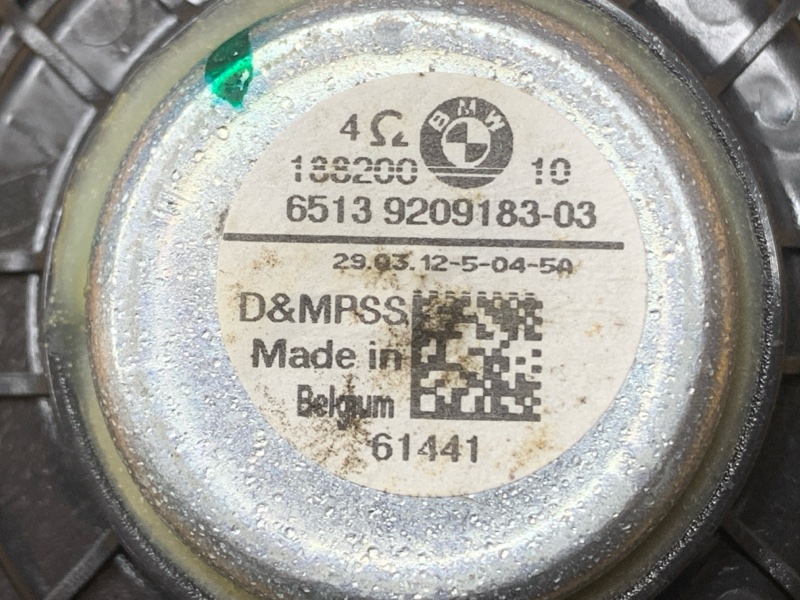 4Ω BMW
188200 10
6513 9209183-03
29.03.12-5-04-5A
D&MPSS
Made in
Belgium
61441